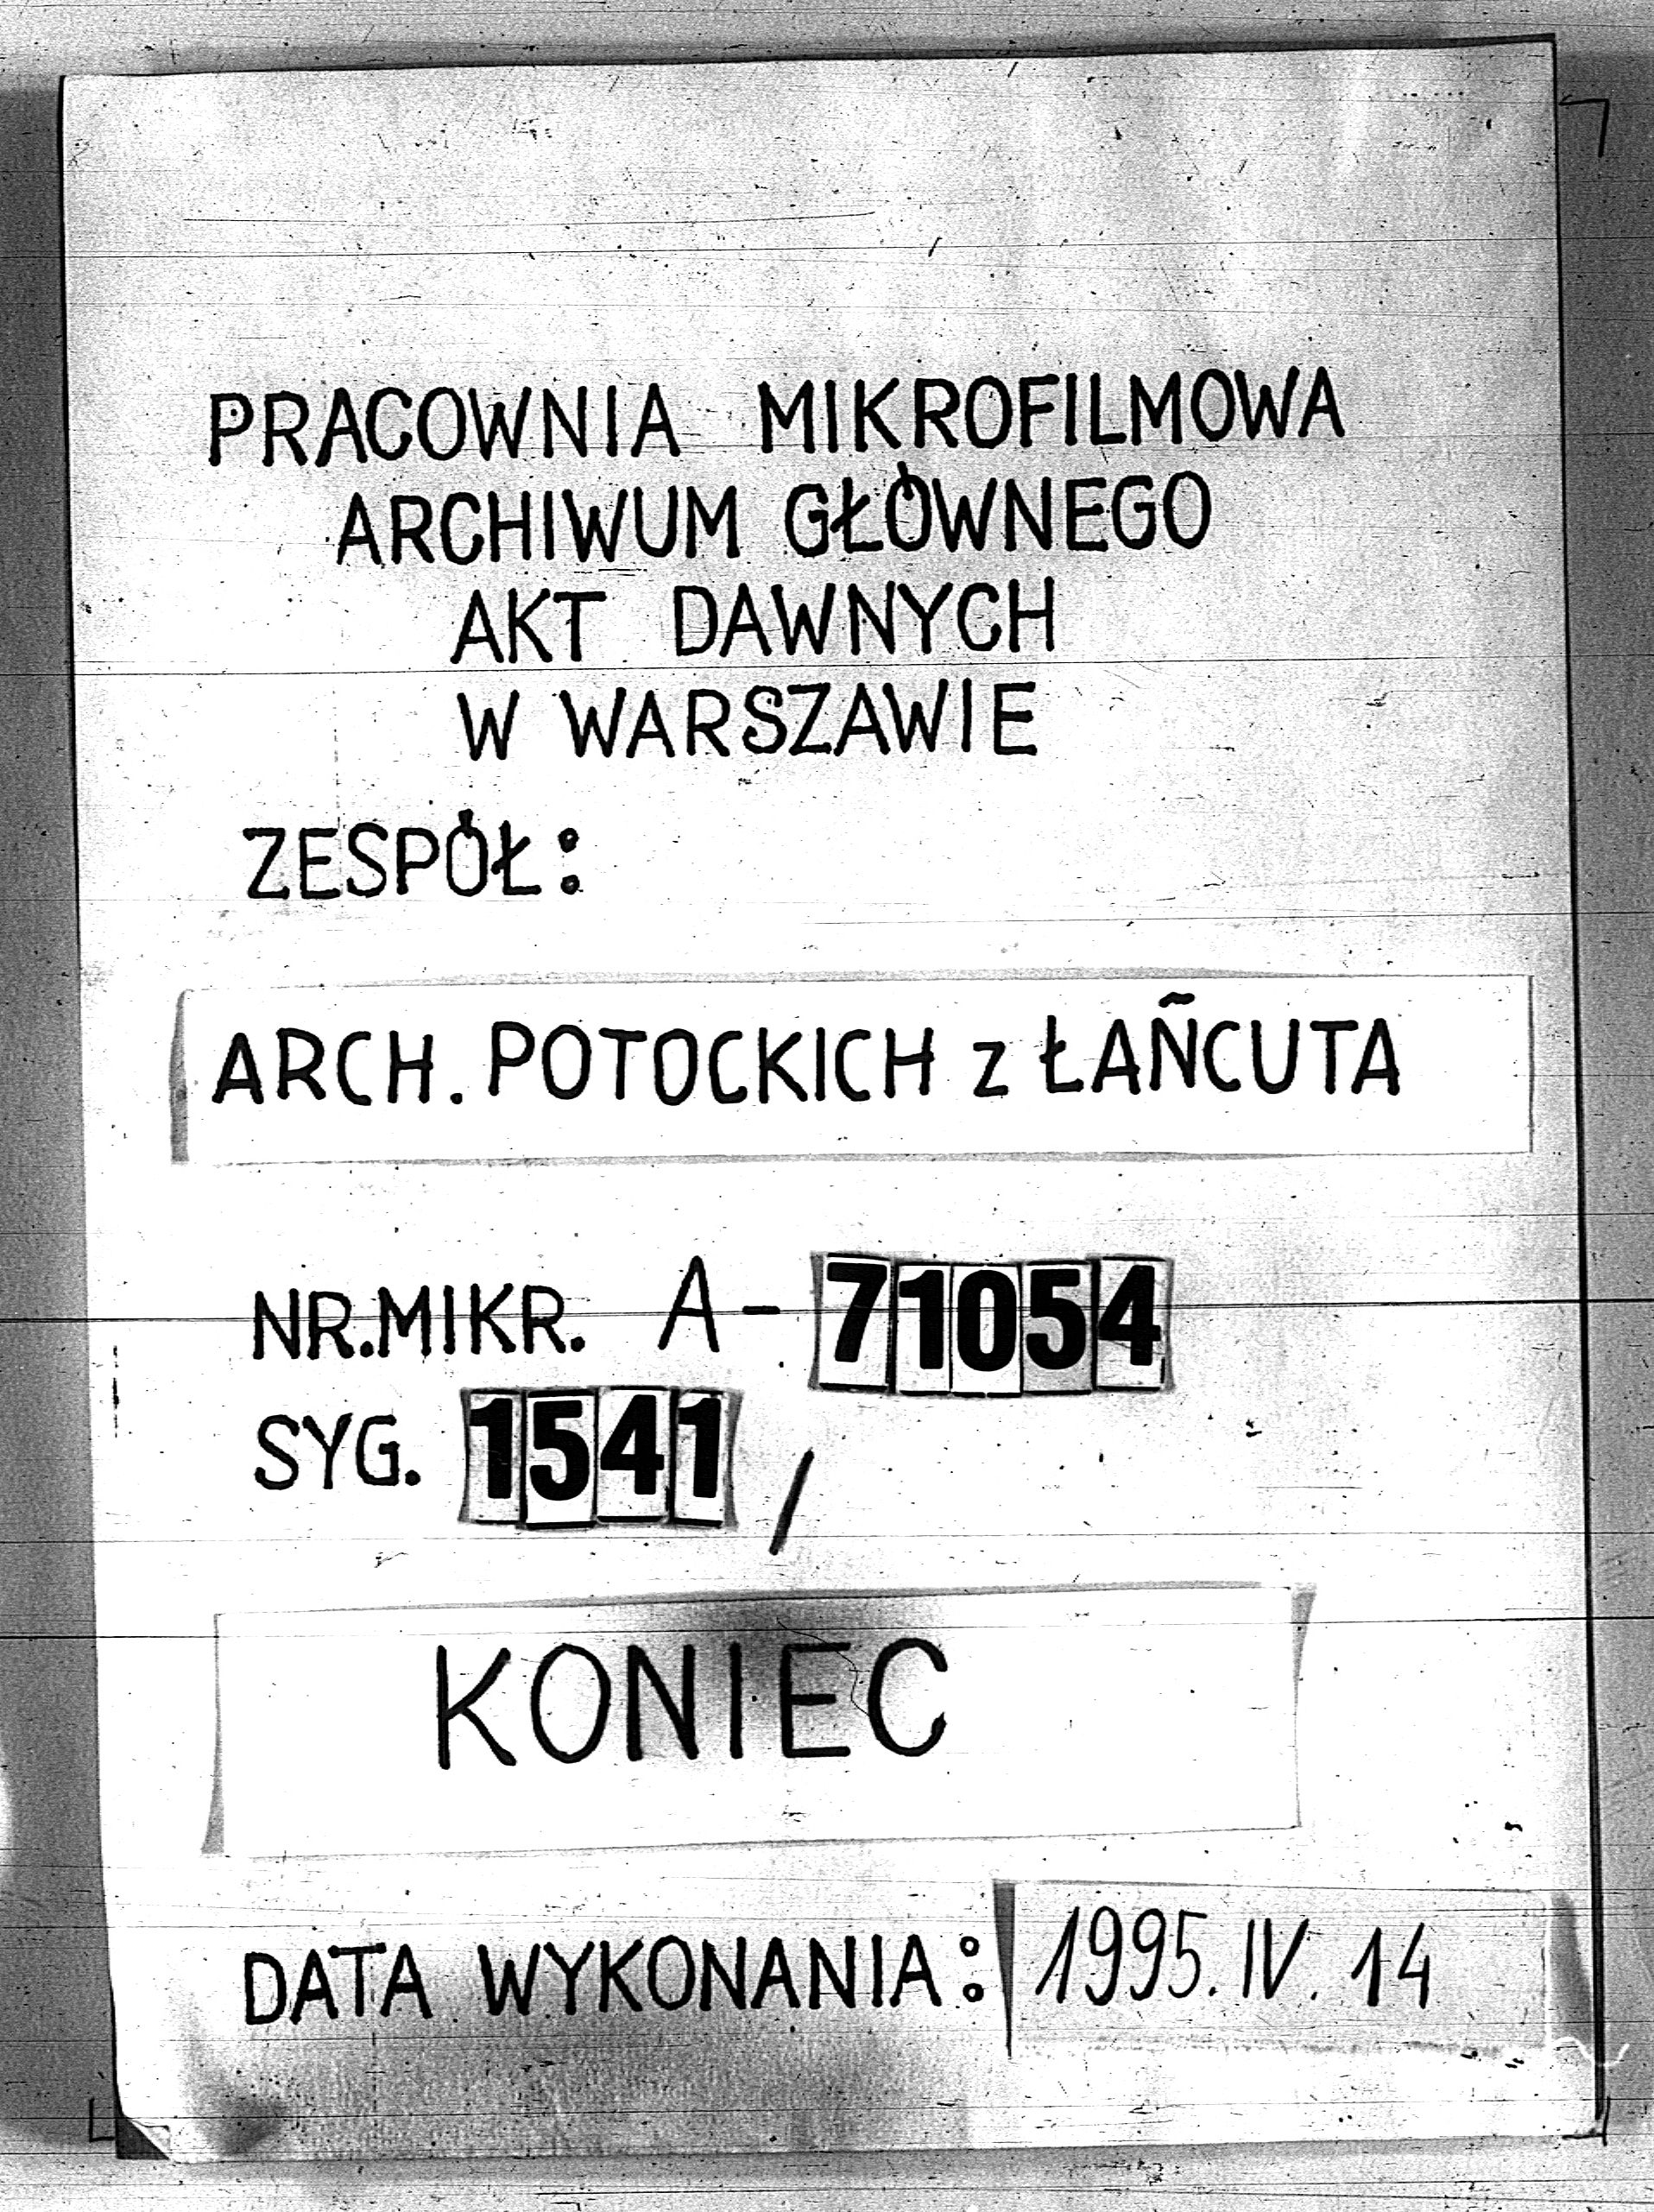 PRACOWNIA MIKROFILMOWA
ARCHIWUM GŁÓWNEGO
AKT DAWNYCH
W WARSZAWIE
ZESPÓŁ:
ARCH. POTOCKICH z ŁAŃCUTA
NR.MIKR. A-71054
SYG. 1541/
KONIEC
DATA WYKONANIA: 1995.IV.14